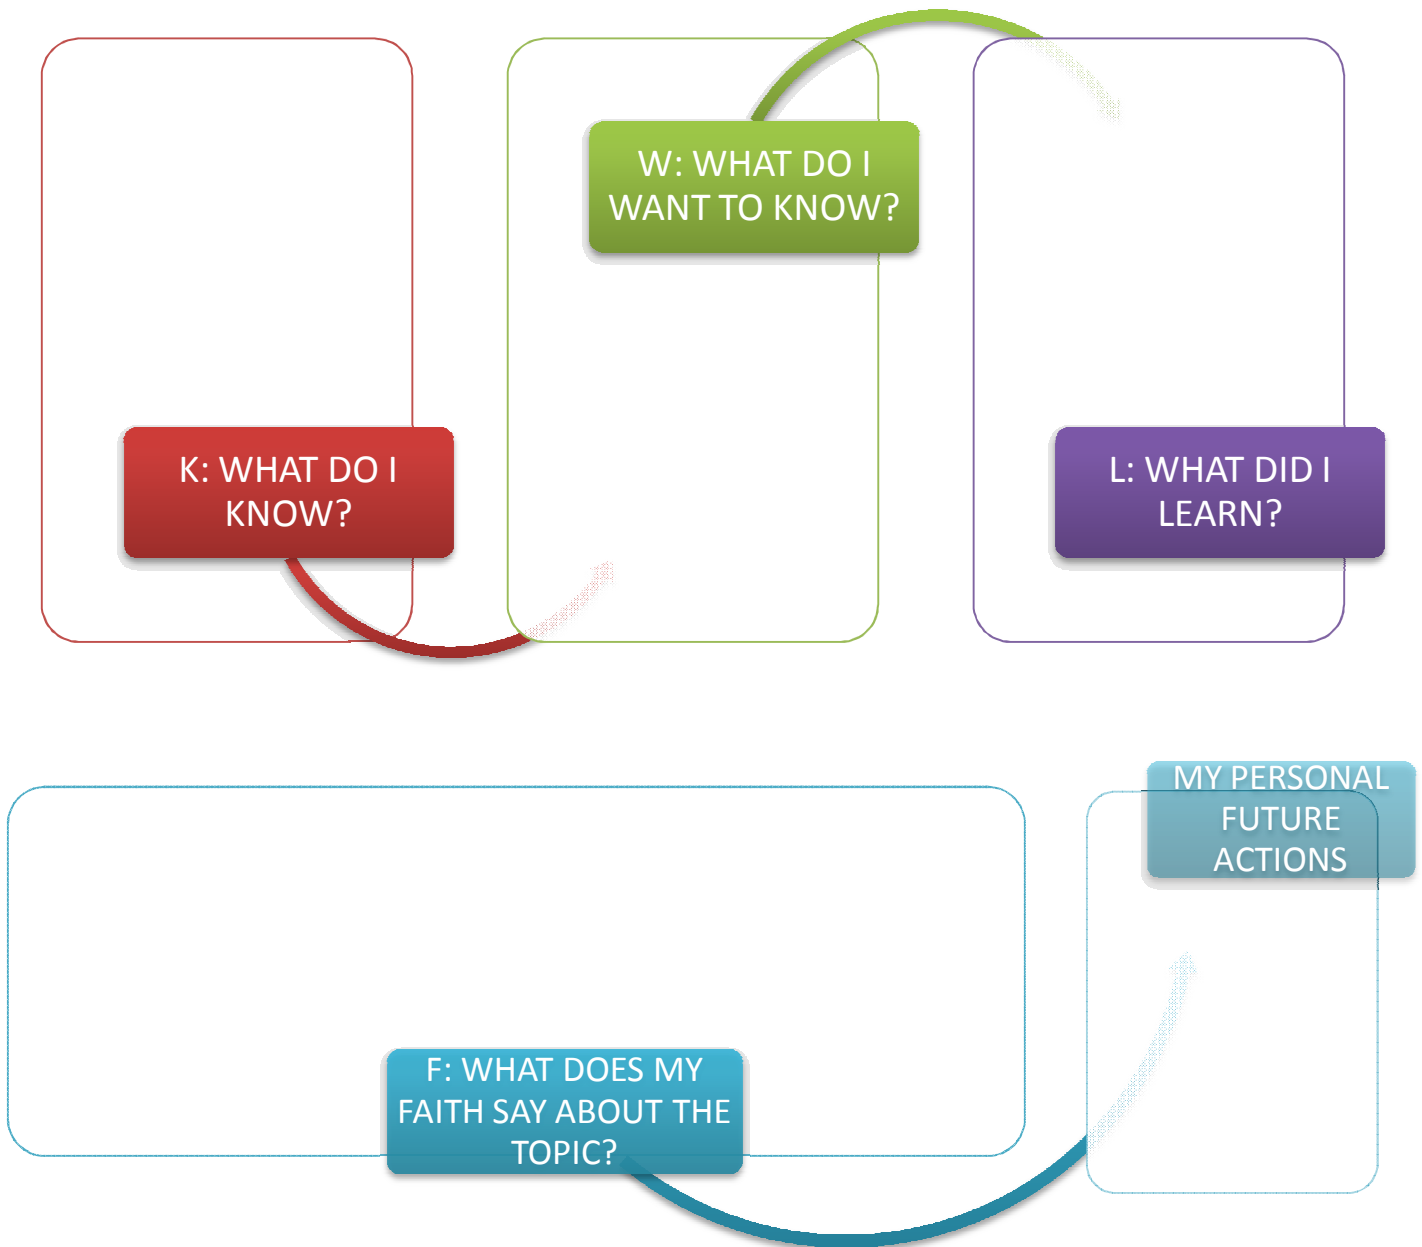 W: WHAT DO I
WANT TO KNOW?
K: WHAT DO I
KNOW?
L: WHAT DID I
LEARN?
MY PERSONAL
FUTURE
ACTIONS
F: WHAT DOES MY
FAITH SAY ABOUT THE
TOPIC?